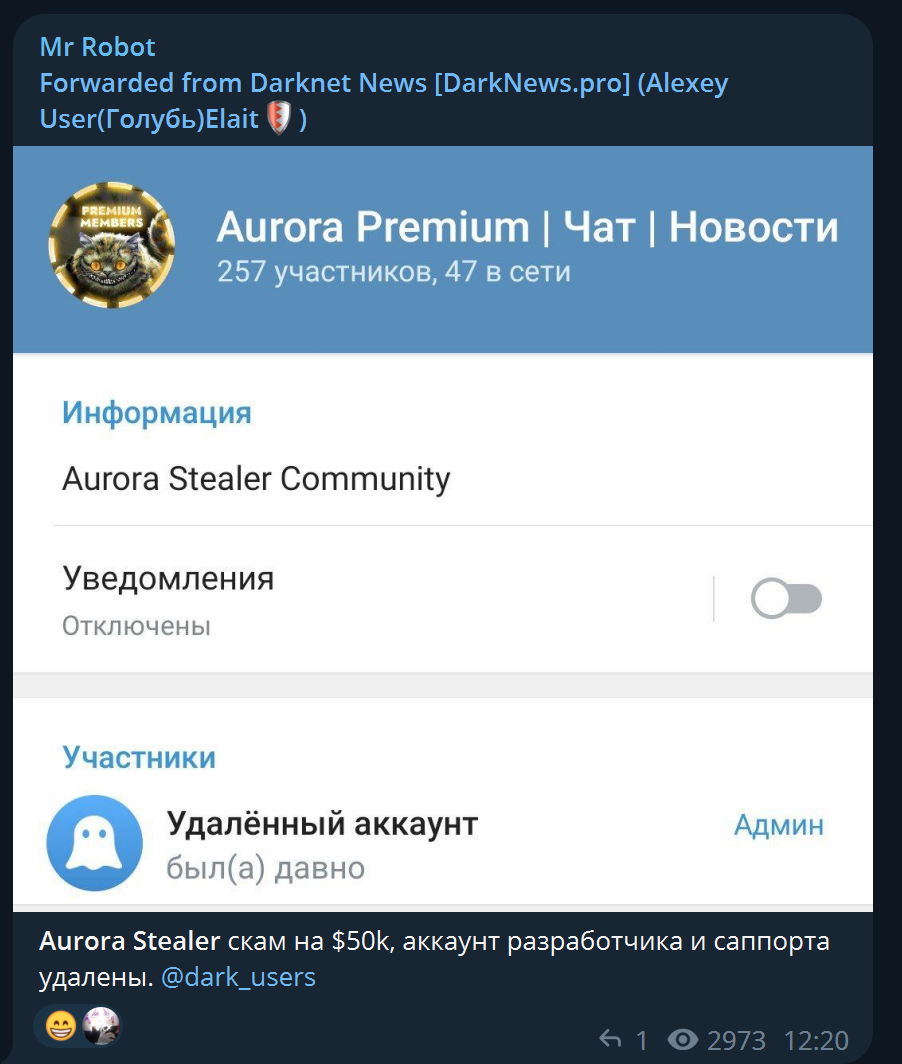 Mr Robot
Forwarded from Darknet News [DarkNews.pro] (Alexey
User(Голубь)Elait )
PREMIUM
MEMBERS
Aurora Premium | Чат | Новости
257 участников, 47 в сети
Информация
Aurora Stealer Community
Уведомления
Отключены
Участники
Удалённый аккаунт
Админ
был(а) давно
Aurora Stealer скам на $50k, аккаунт разработчика и саппорта
удалены. @dark_users
1 2973 12:20